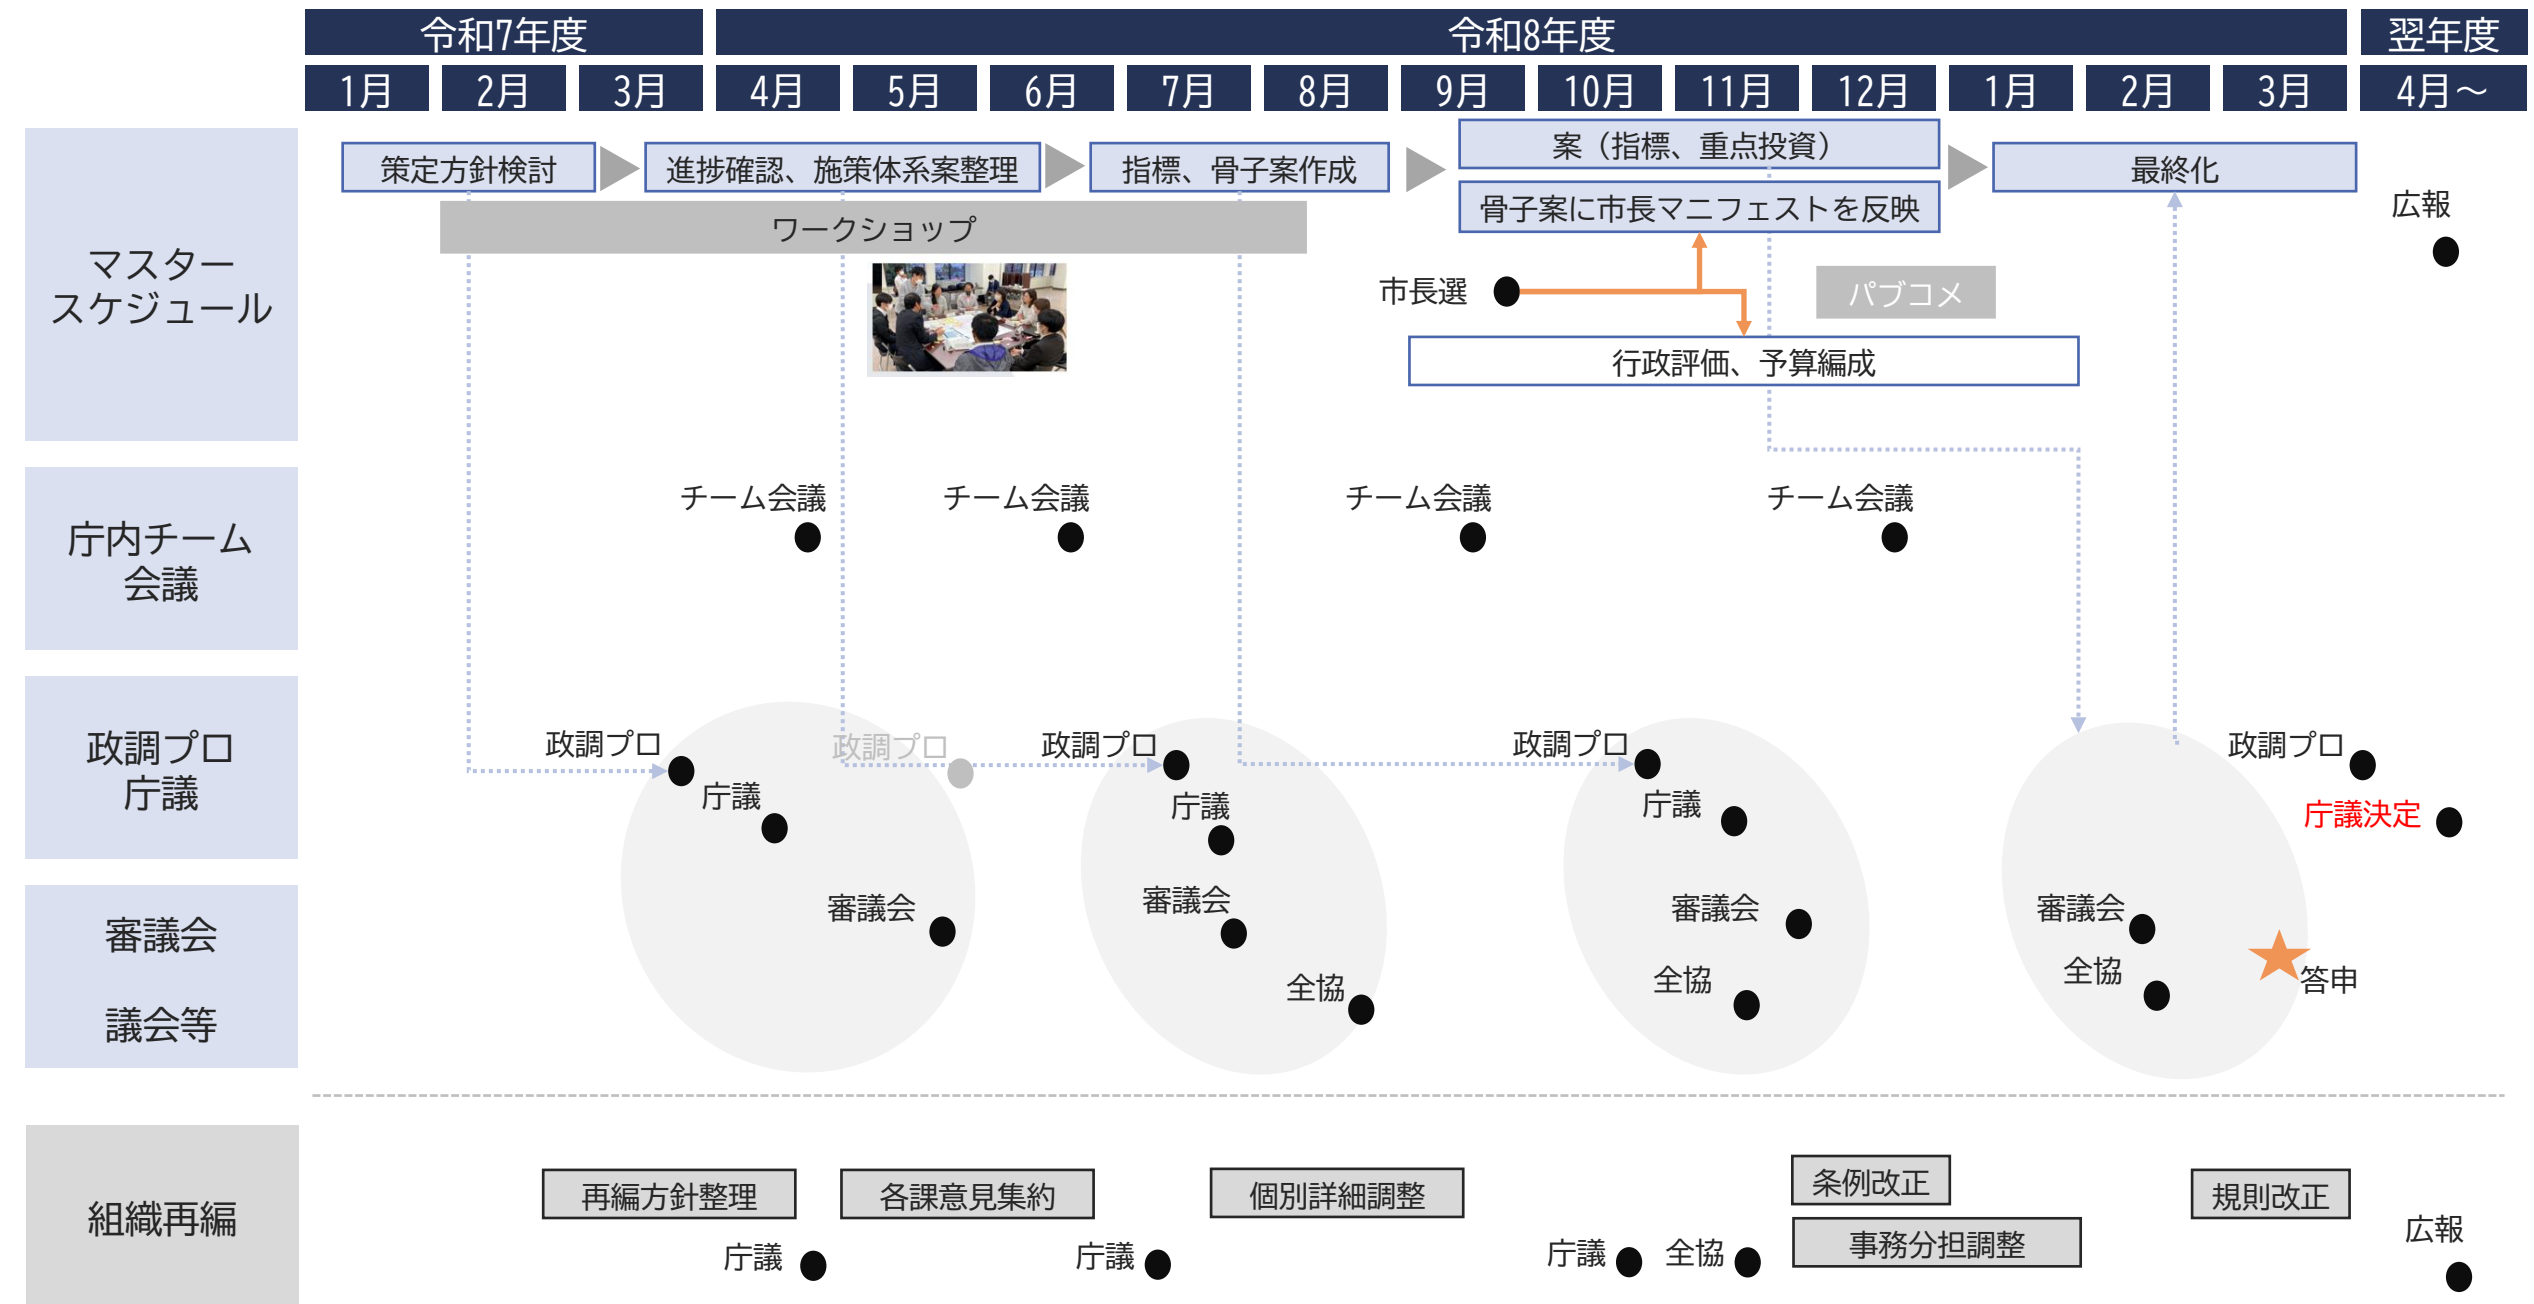 令和7年度
令和8年度
翌年度
1月
2月
3月
4月
5月
6月
7月
8月
9月
10月
11月
12月
1月
2月
3月
4月～
マスター
スケジュール
策定方針検討
進捗確認、施策体系案整理
指標、骨子案作成
案（指標、重点投資）
骨子案に市長マニフェストを反映
最終化
広報
ワークショップ
市長選
パブコメ
行政評価、予算編成
庁内チーム
会議
チーム会議
チーム会議
チーム会議
チーム会議
政調プロ
庁議
政調プロ
政調プロ
政調プロ
政調プロ
政調プロ
庁議
庁議
庁議
庁議決定
審議会
議会等
審議会
審議会
審議会
審議会
全協
全協
全協
答申
組織再編
再編方針整理
各課意見集約
個別詳細調整
条例改正
事務分担調整
規則改正
庁議
庁議
庁議
全協
広報